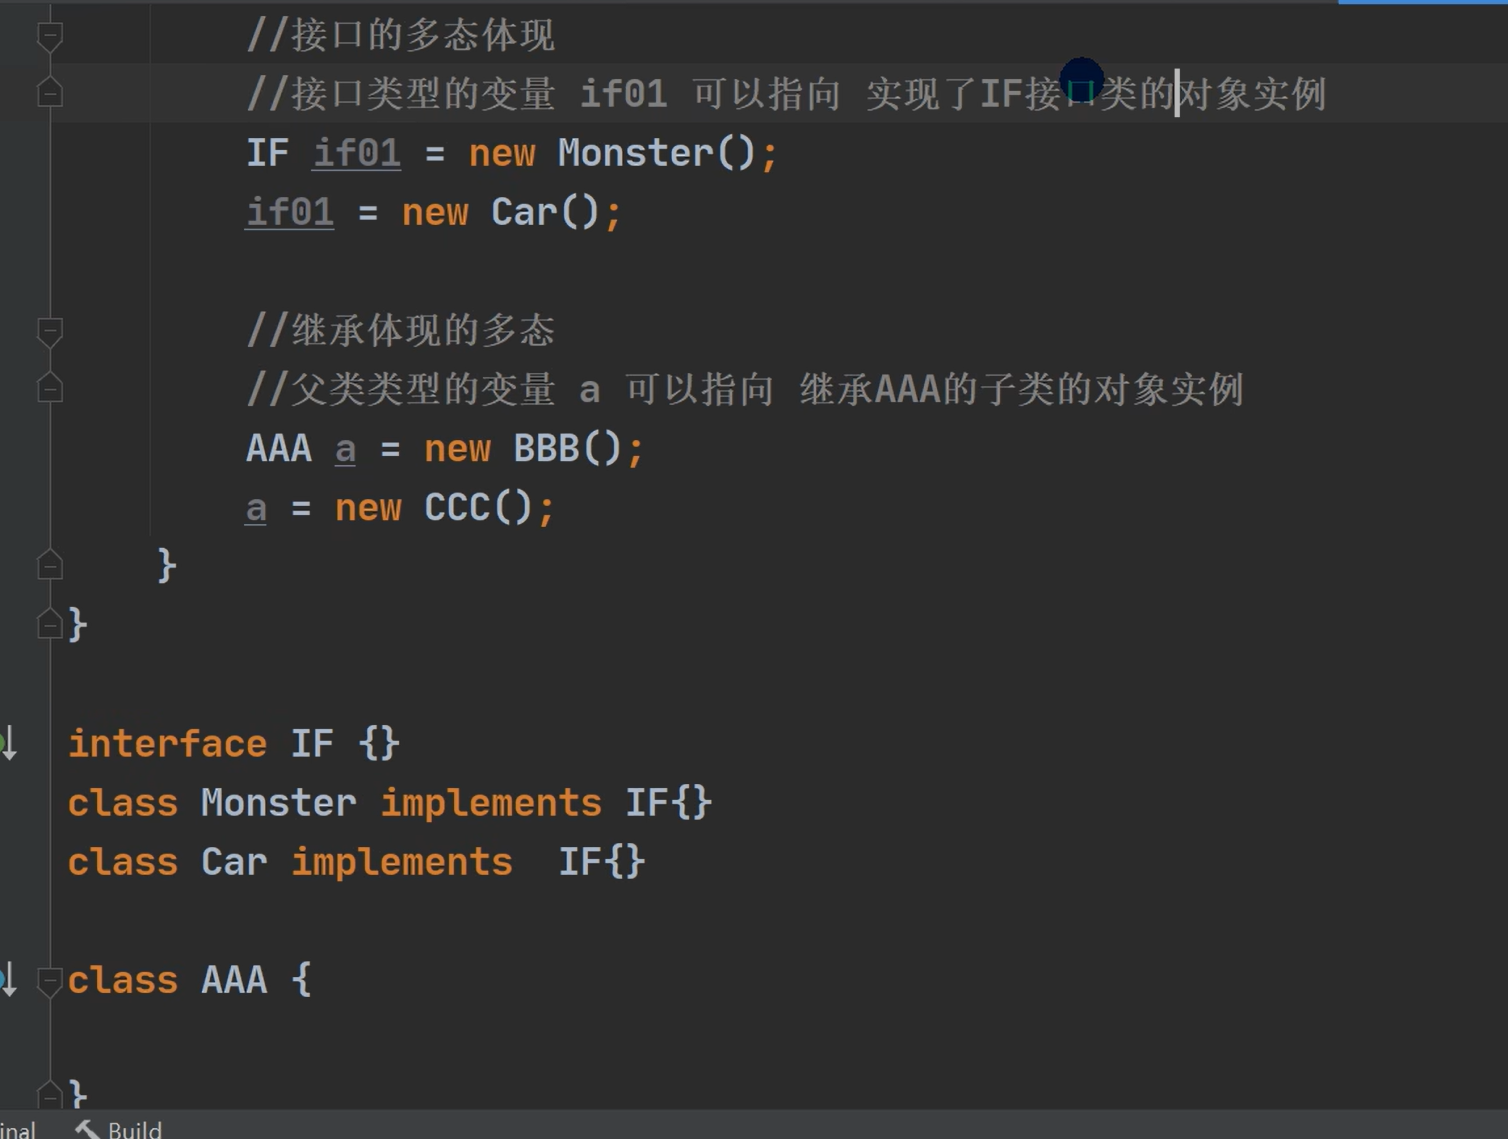 //接口的多态体现
//接口类型的变量 if01 可以指向 实现了IF接口类的对象实例
IF if01 = new Monster();
if01 = new Car();
//继承体现的多态
//父类类型的变量 a 可以指向 继承AAA的子类的对象实例
AAA a = new BBB();
a = new CCC();
}
}
interface IF {}
class Monster implements IF{}
class Car implements  IF{}
class AAA {
}
Build